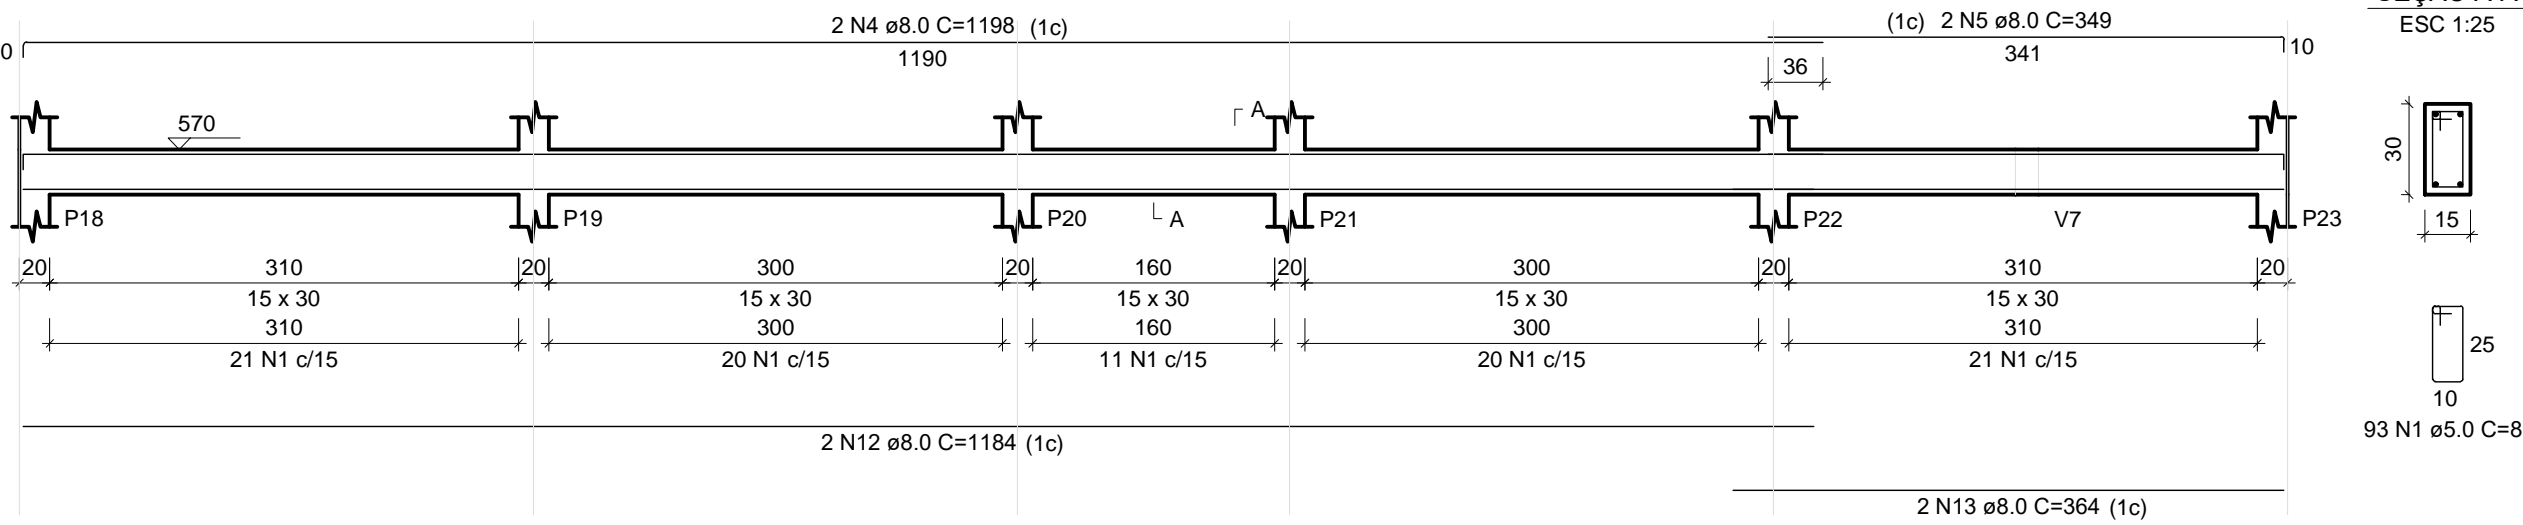 2 N4 ø8.0 C=1198 (1c)
(1c) 2 N5 ø8.0 C=349
ESC 1:25
0
1190
341
10
36
A
570
30
P18
P19
P20
A
P21
P22
V7
P23
15
20 310 20 300 20 160 20 300 20 310 20
15 x 30 15 x 30 15 x 30 15 x 30 15 x 30
310 300 160 300 310
21 N1 c/15 20 N1 c/15 11 N1 c/15 20 N1 c/15 21 N1 c/15
25
10
93 N1 ø5.0 C=8
2 N12 ø8.0 C=1184 (1c)
2 N13 ø8.0 C=364 (1c)